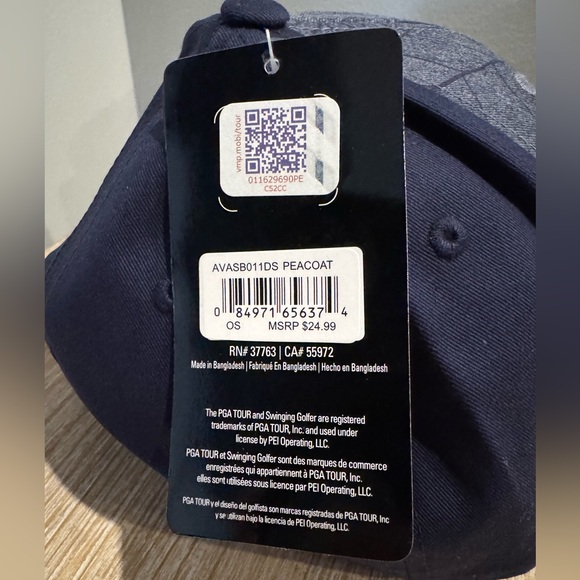 vmp.mobi/tour
011629690PE
CS2CC
AVASB011DS PEACOAT
0 84971 65637 4
OS MSRP $24.99
RN# 37763 | CA# 55972
Made in Bangladesh | Fabriqué En Bangladesh | Hecho en Bangladesh
The PGA TOUR and Swinging Golfer are registered
trademarks of PGA TOUR, Inc. and used under
license by PEI Operating, LLC.
PGA TOUR et Swinging Golfer sont des marques de commerce
enregistrées qui appartiennent à PGA TOUR, Inc.
elles sont utilisées sous licence par PEI Operating, LLC.
PGA TOUR y el diseño del golfista son marcas registradas de PGA TOUR, Inc
y se utilizan bajo la licencia de PEI Operating, LLC.